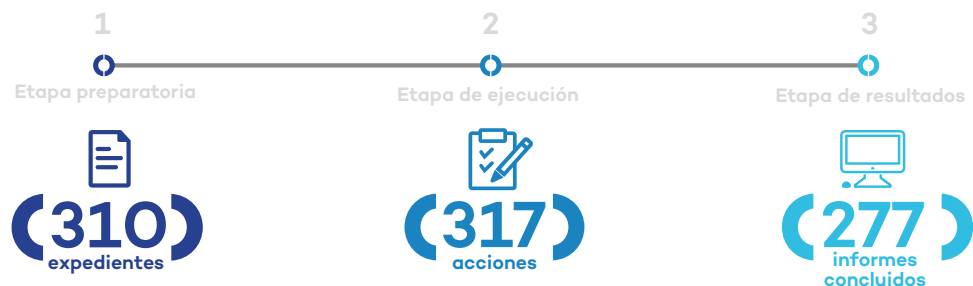 1
2
3
Etapa preparatoria
Etapa de ejecución
Etapa de resultados
310
expedientes
317
acciones
277
informes
concluidos